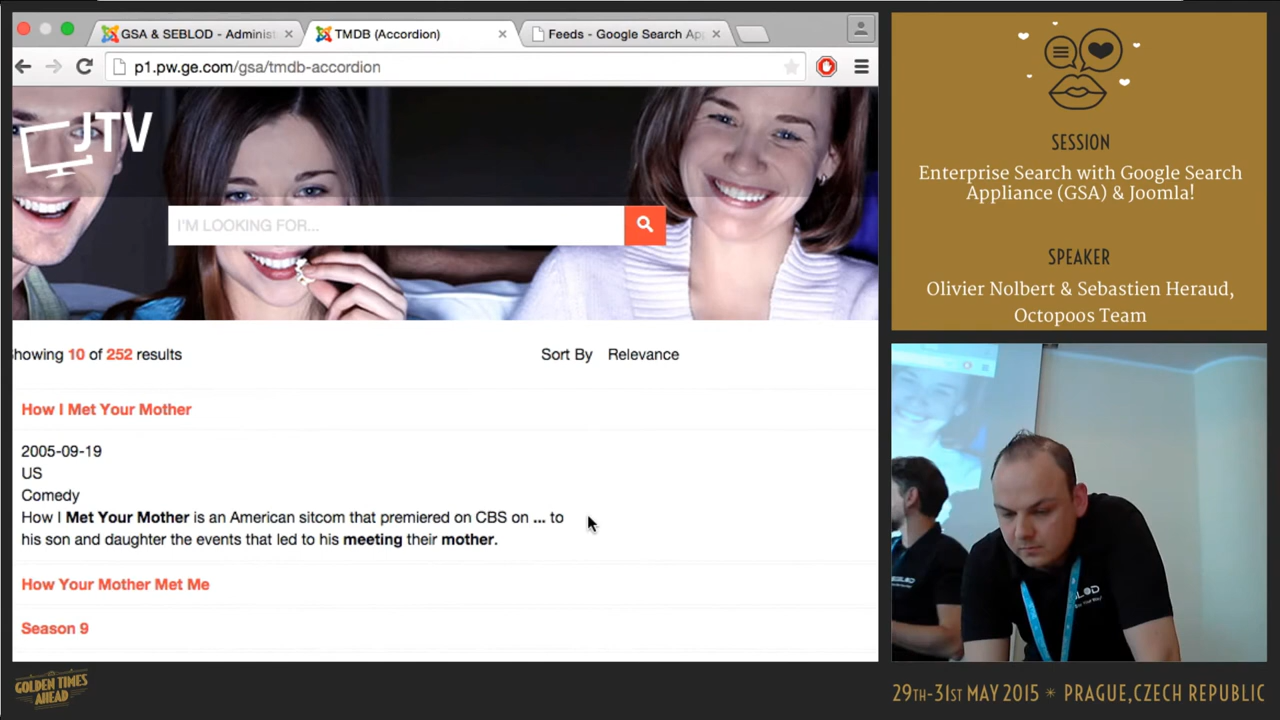 GSA & SEBLOD - Adminis
TMDB (Accordion)
Feeds - Google Search App
p1.pw.ge.com/gsa/tmdb-accordion
JTV
I'M LOOKING FOR...
howing 10 of 252 results
Sort By Relevance
How I Met Your Mother
2005-09-19
US
Comedy
How I Met Your Mother is an American sitcom that premiered on CBS on ... to
his son and daughter the events that led to his meeting their mother.
How Your Mother Met Me
Season 9
SESSION
Enterprise Search with Google Search
Appliance (GSA) & Joomla!
SPEAKER
Olivier Nolbert & Sebastien Heraud,
Octopoos Team
GOLDEN TIMES
AHEAD
29TH-31ST MAY 2015 * PRAGUE,CZECH REPUBLIC